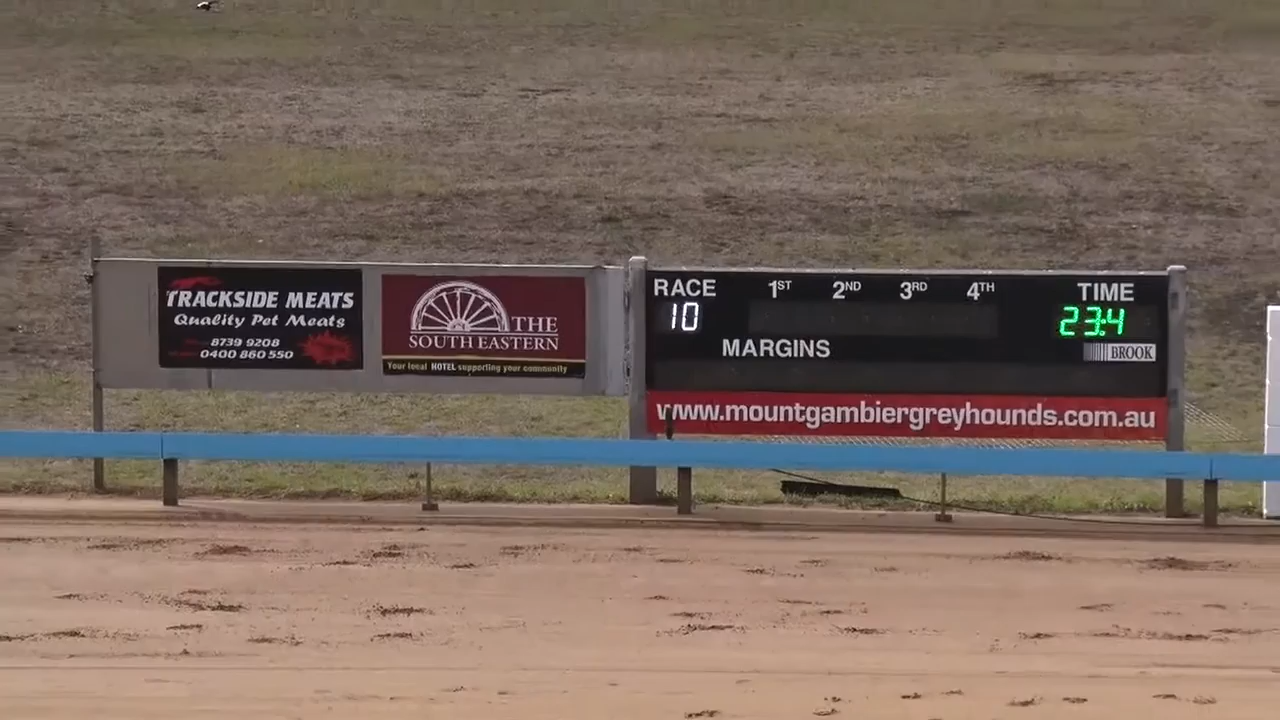 TRACKSIDE MEATS
Quality Pet Meats
8739 9208
0400 860 550
THE
SOUTH EASTERN
Your local HOTEL supporting your community
RACE 1ST 2ND 3RD 4TH TIME
10 23:4
MARGINS
BROOK
www.mountgambiergreyhounds.com.au